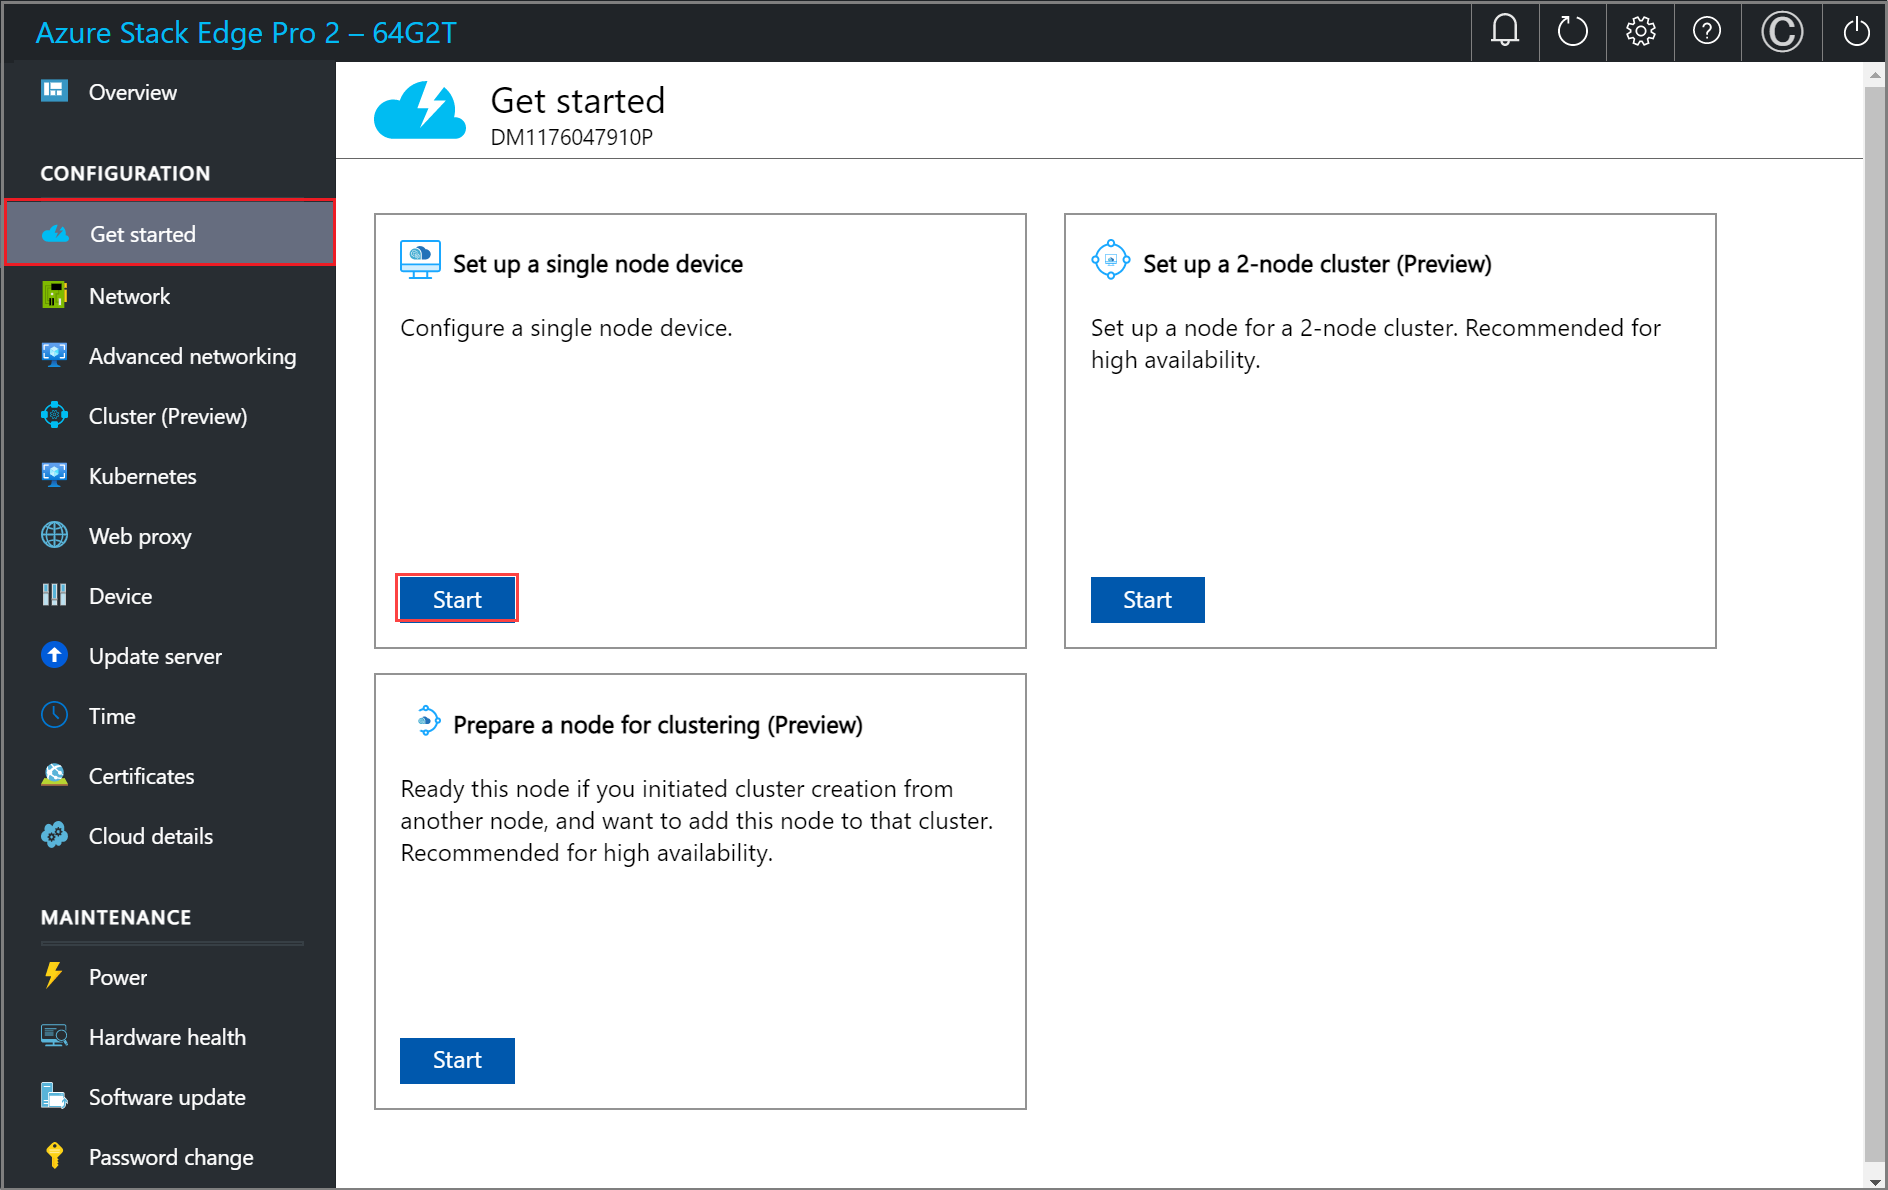 Azure Stack Edge Pro 2 – 64G2T
Overview
CONFIGURATION
Get started
Network
Advanced networking
Cluster (Preview)
Kubernetes
Web proxy
Device
Update server
Time
Certificates
Cloud details
MAINTENANCE
Power
Hardware health
Software update
Password change
Get started
DM1176047910P
Set up a single node device
Configure a single node device.
Start
Set up a 2-node cluster (Preview)
Set up a node for a 2-node cluster. Recommended for
high availability.
Start
Prepare a node for clustering (Preview)
Ready this node if you initiated cluster creation from
another node, and want to add this node to that cluster.
Recommended for high availability.
Start